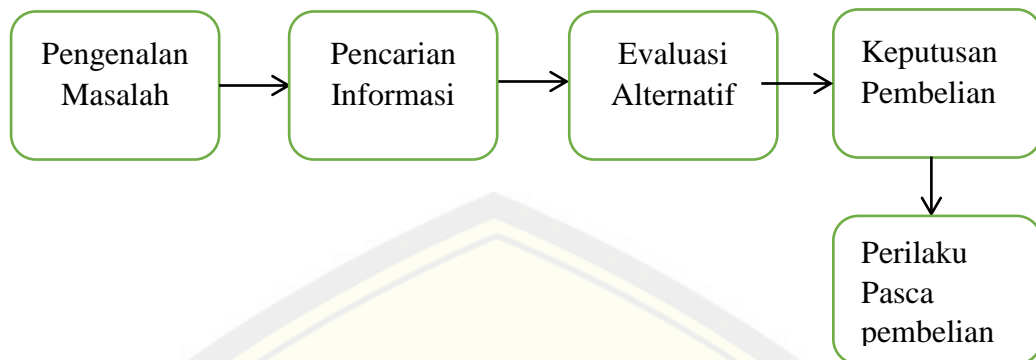 Pengenalan
Masalah
Pencarian
Informasi
Evaluasi
Alternatif
Keputusan
Pembelian
Perilaku
Pasca
pembelian